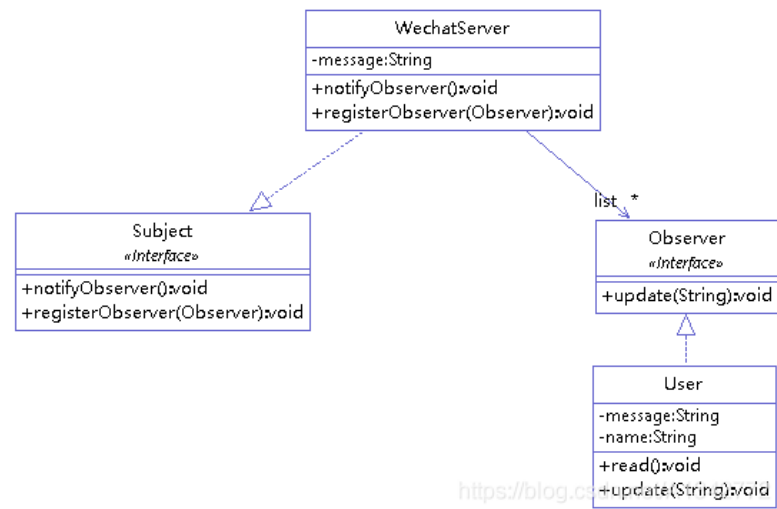 WechatServer
-message:String
+notifyObserver():void
+registerObserver(Observer):void
list *
Subject
«Interface»
+notifyObserver():void
+registerObserver(Observer):void
Observer
«Interface»
+update(String):void
User
-message:String
-name:String
+read():void
+update(String):void